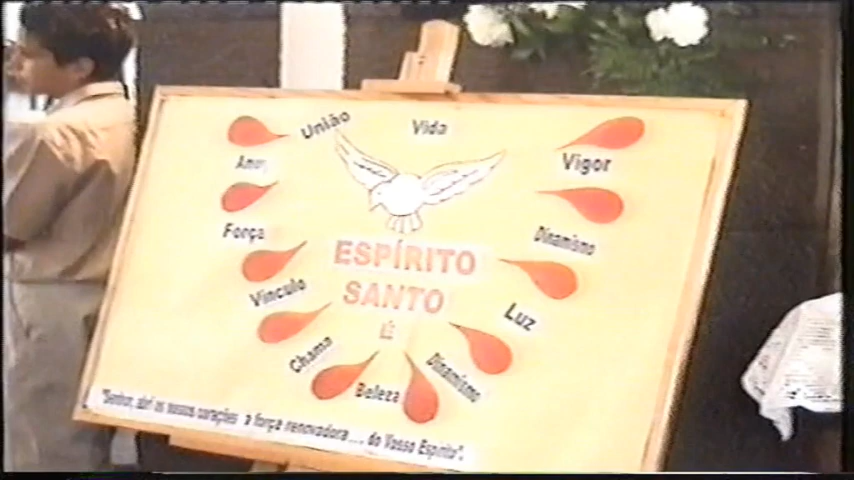 União
Vida
Amor
Vigor
Força
Dinamismo
ESPÍRITO
SANTO
É
Vínculo
Luz
Chama
Dinamismo
Beleza
"Senhor, abri os nossos corações a força renovadora.... do Vosso Espírito".